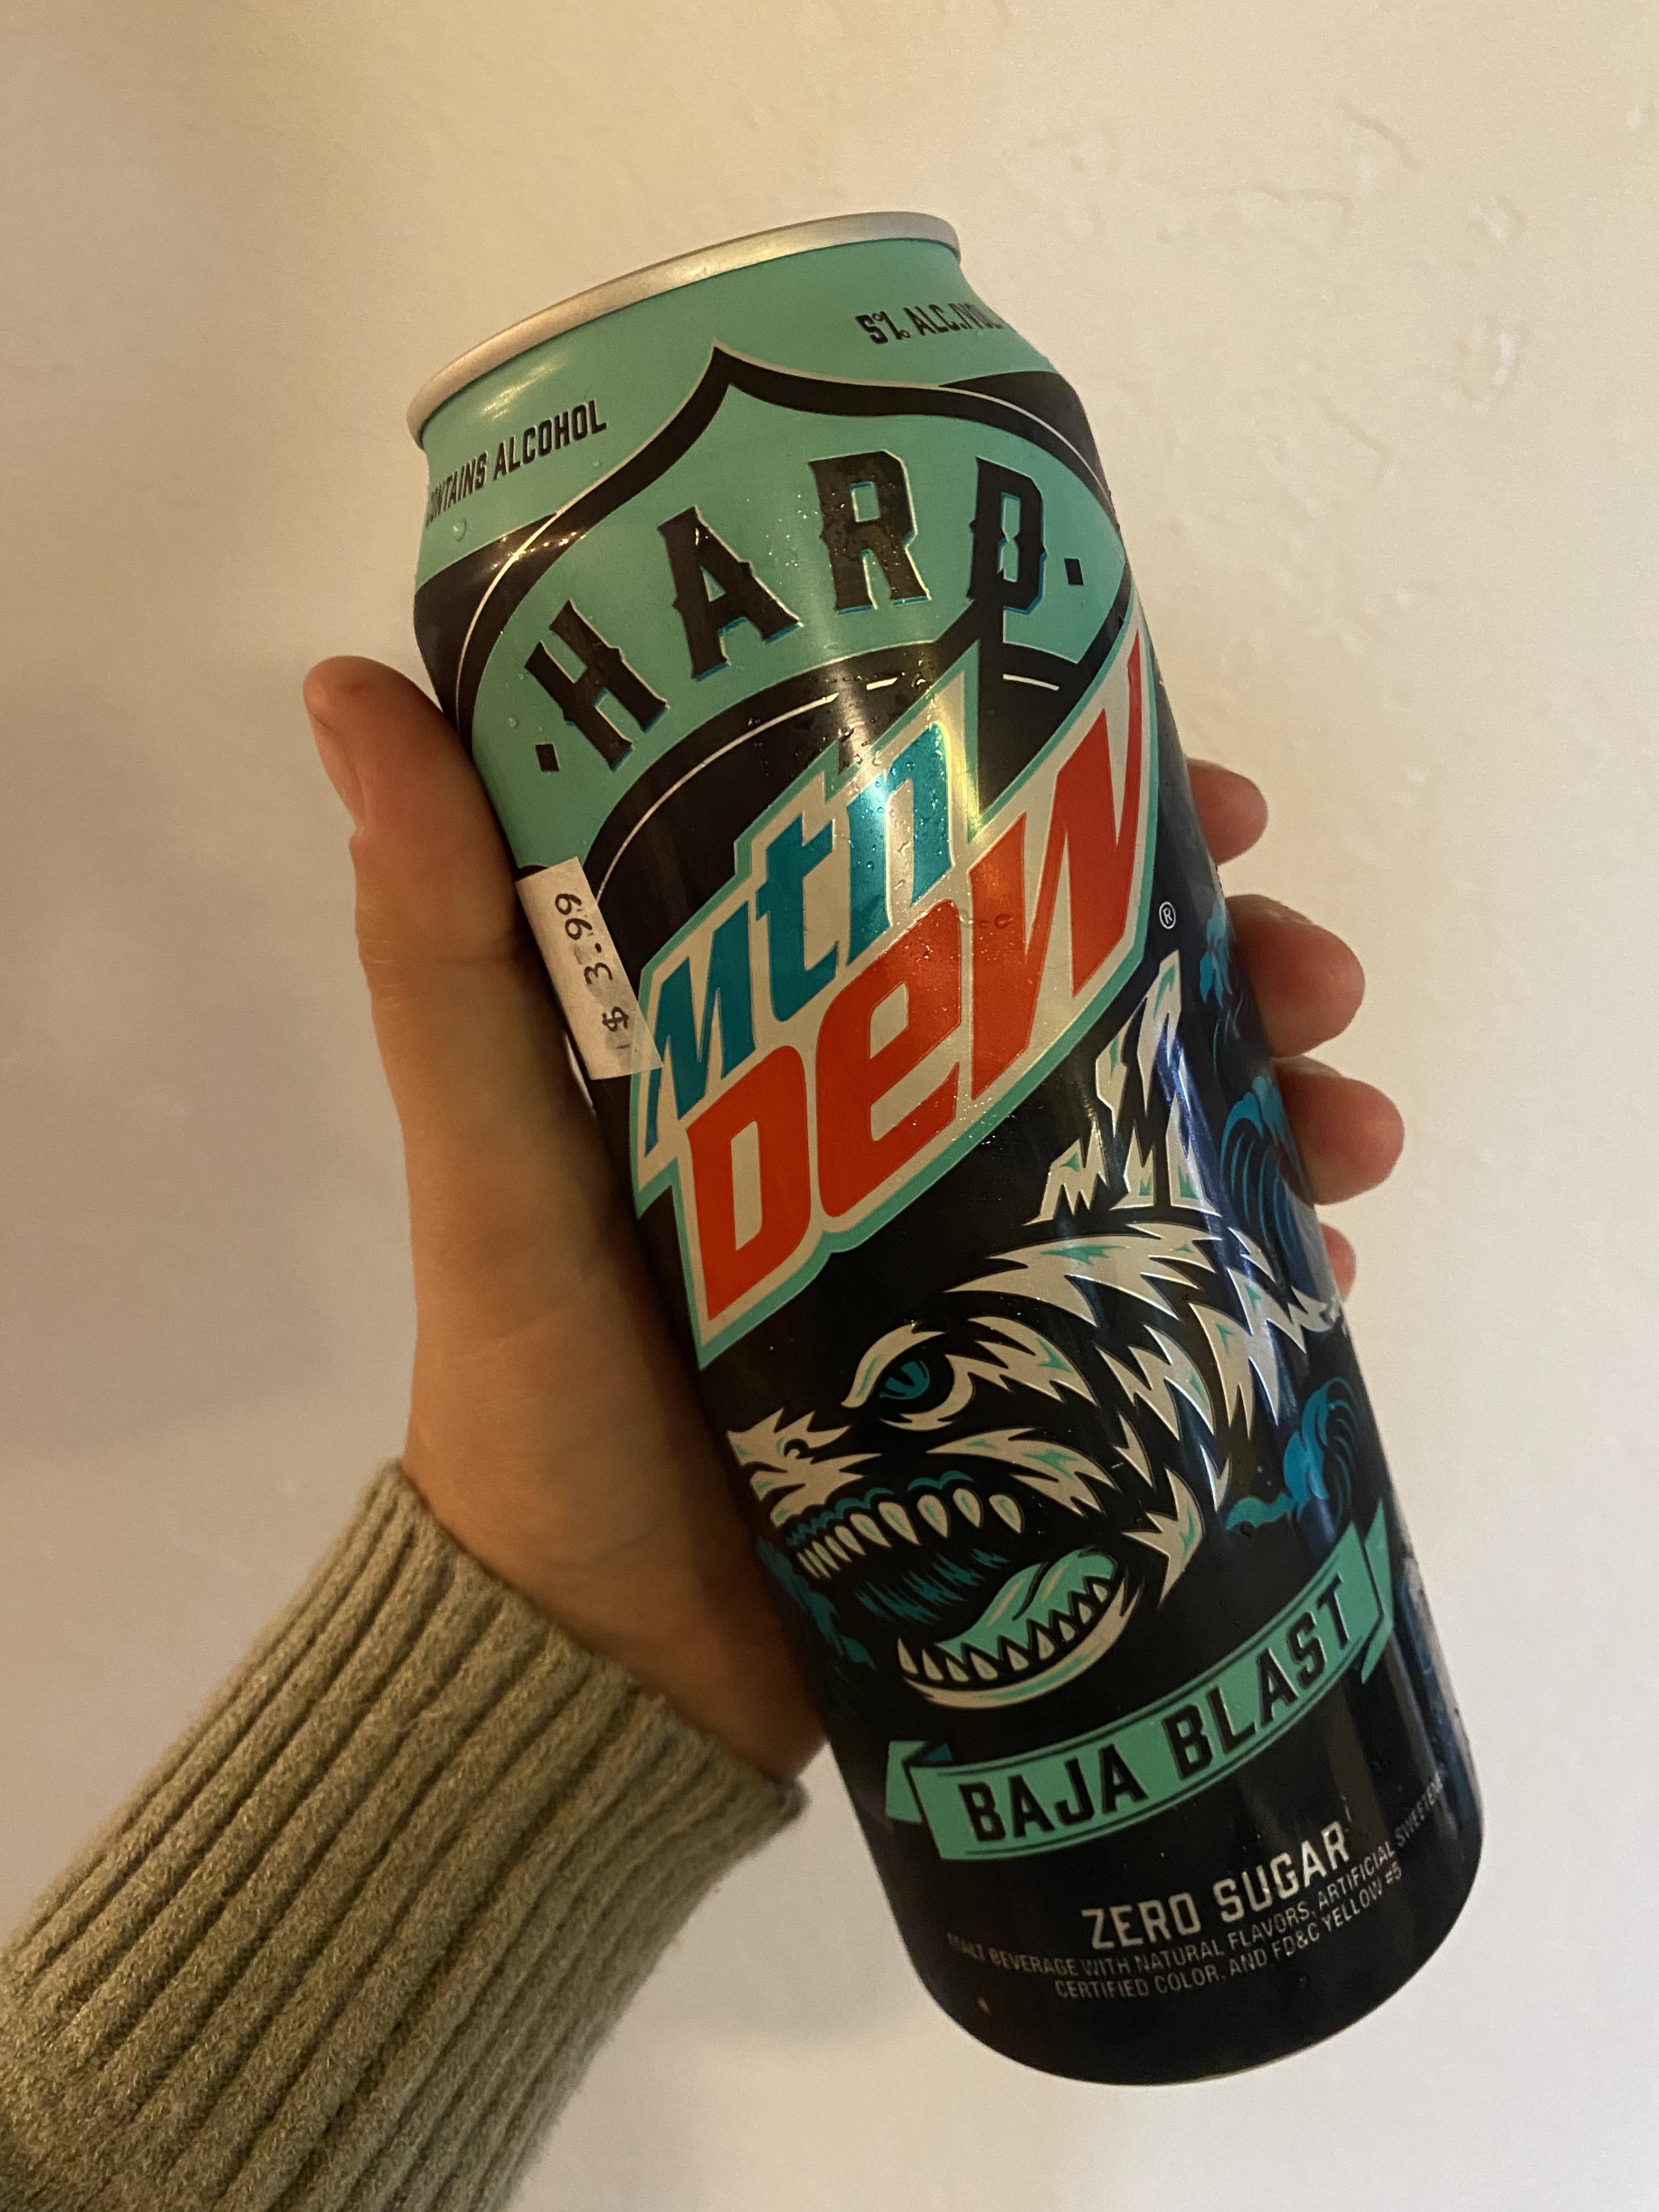 CONTAINS ALCOHOL
5% ALC./VOL
·HARD·
$ 3.99
mtn
Dew®
BAJA BLAST
ZERO SUGAR
MALT BEVERAGE WITH NATURAL FLAVORS, ARTIFICIAL
CERTIFIED COLOR, AND FD&C YELLOW #5